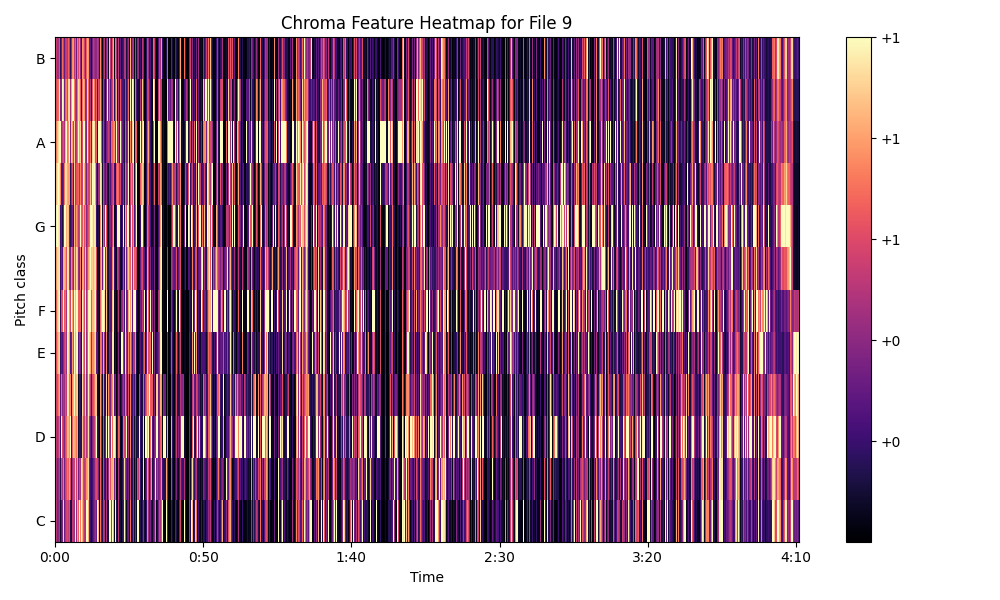 Chroma Feature Heatmap for File 9
Pitch class
B
A
G
F
E
D
C
0:00 0:50 1:40 2:30 3:20 4:10
Time
+1
+1
+1
+0
+0